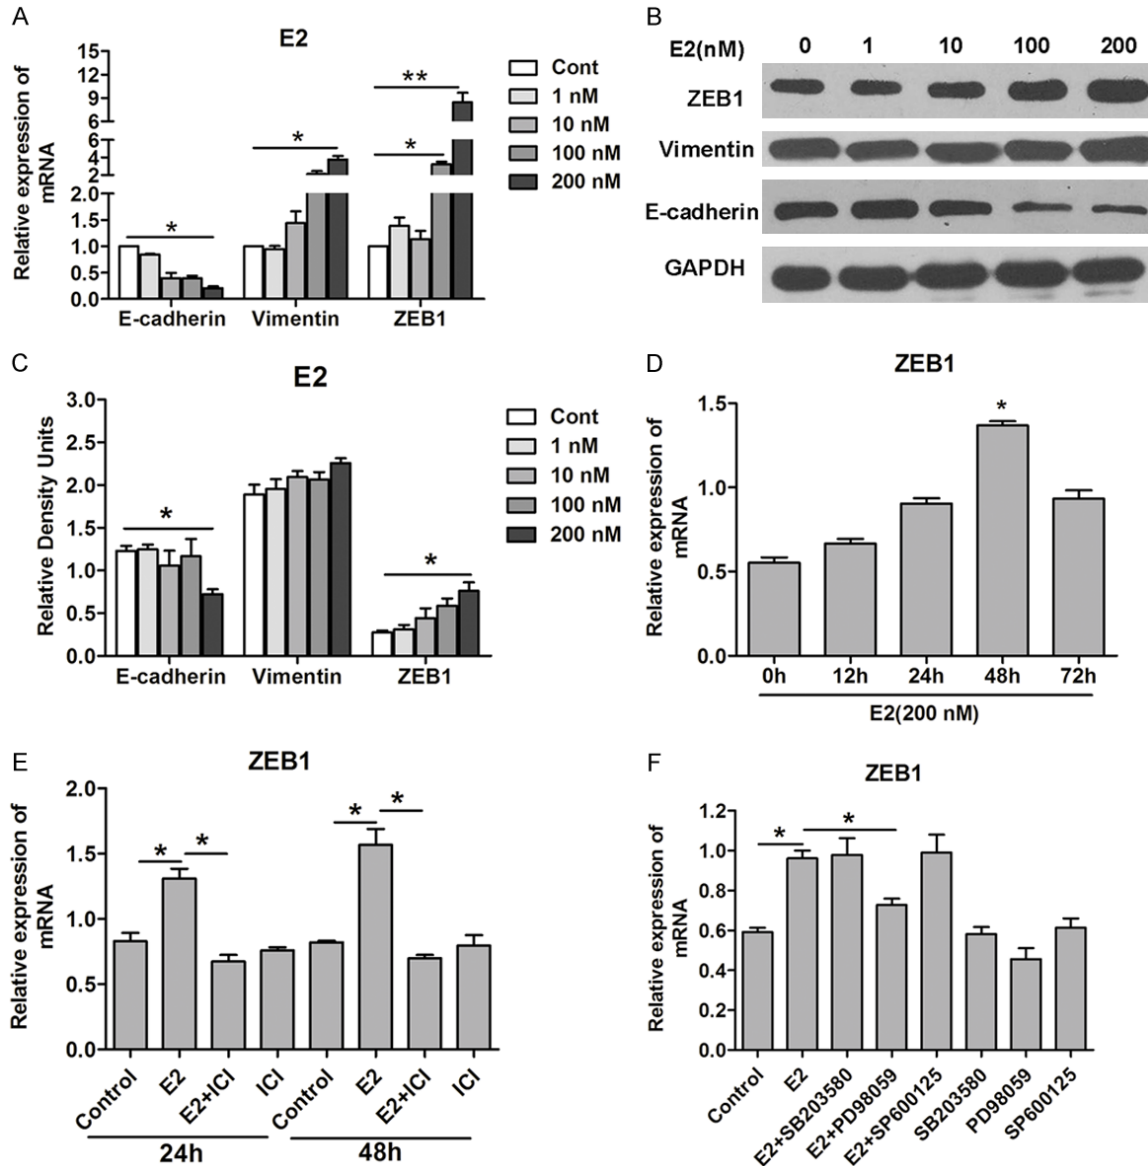 A
E2
Relative expression of
mRNA
15
12
9
6
6
4
2
2.0
1.5
1.0
0.5
0.0
*
*
*
**
Cont
1 nM
10 nM
100 nM
200 nM
E-cadherin Vimentin ZEB1
B
E2(nM) 0 1 10 100 200
ZEB1
Vimentin
E-cadherin
GAPDH
C
E2
Relative Density Units
3.0
2.5
2.0
1.5
1.0
0.5
0.0
*
*
Cont
1 nM
10 nM
100 nM
200 nM
E-cadherin Vimentin ZEB1
D
ZEB1
Relative expression of
mRNA
1.5
1.0
0.5
0.0
*
0h 12h 24h 48h 72h
E2(200 nM)
E
ZEB1
Relative expression of
mRNA
2.0
1.5
1.0
0.5
0.0
* * * *
Control E2 E2+ICI ICI Control E2 E2+ICI ICI
24h 48h
F
ZEB1
Relative expression of
mRNA
1.2
1.0
0.8
0.6
0.4
0.2
0.0
* *
Control E2 E2+SB203580 E2+PD98059 E2+SP600125 SB203580 PD98059 SP600125